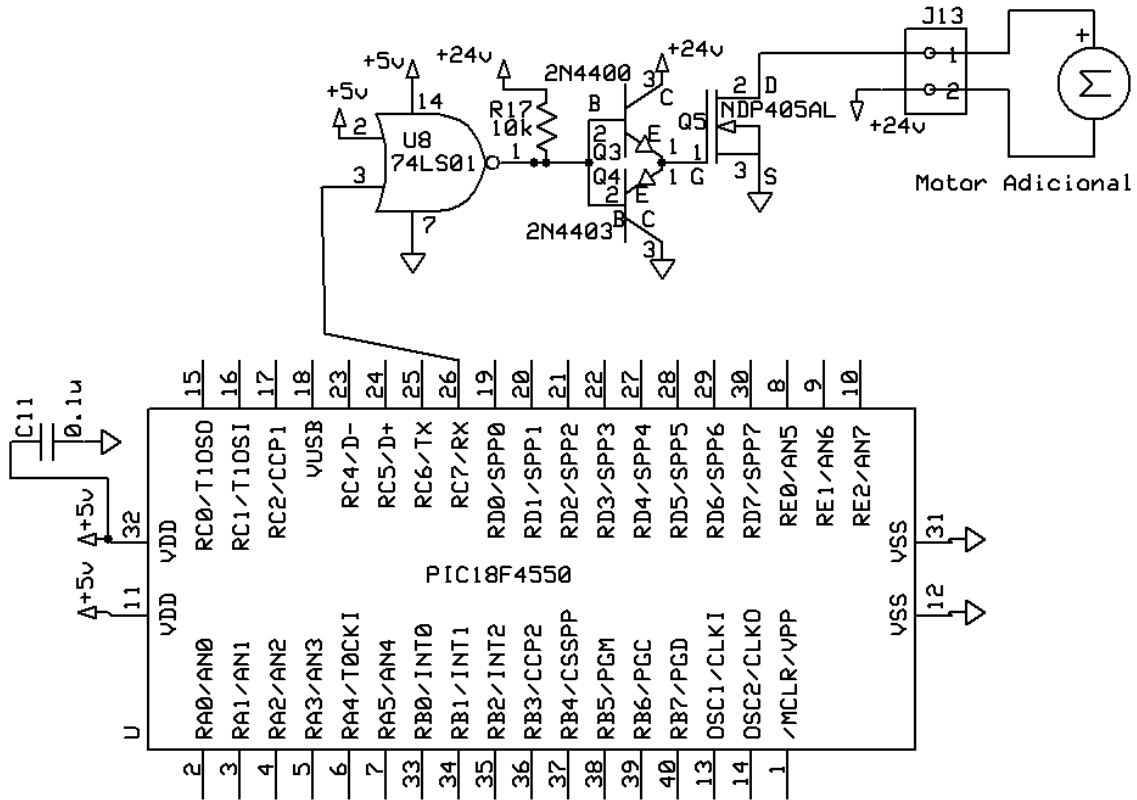 J13
+
1
2
+24v
Motor Adicional
+5v
+24v
2N4400
3
+24v
C
+5v
14
R17
10k
B
2
Q3
E
1
2
D
Q5
NDP405AL
2
U8
74LS01
1
3
Q4
1
G
3
S
2
E
7
B
C
2N4403
3
15
16
17
18
23
24
25
26
19
20
21
22
27
28
29
30
8
9
10
C11
0.1u
RC0/T1OSO
RC1/T1OSI
RC2/CCP1
VUSB
RC4/D-
RC5/D+
RC6/TX
RC7/RX
RD0/SPP0
RD1/SPP1
RD2/SPP2
RD3/SPP3
RD4/SPP4
RD5/SPP5
RD6/SPP6
RD7/SPP7
RE0/AN5
RE1/AN6
RE2/AN7
+5v
32
VDD
VSS
31
PIC18F4550
+5v
11
VDD
VSS
12
U
RA0/AN0
RA1/AN1
RA2/AN2
RA3/AN3
RA4/T0CKI
RA5/AN4
RB0/INT0
RB1/INT1
RB2/INT2
RB3/CCP2
RB4/CSSPP
RB5/PGM
RB6/PGC
RB7/PGD
OSC1/CLKI
OSC2/CLKO
/MCLR/VPP
2
3
4
5
6
7
33
34
35
36
37
38
39
40
13
14
1